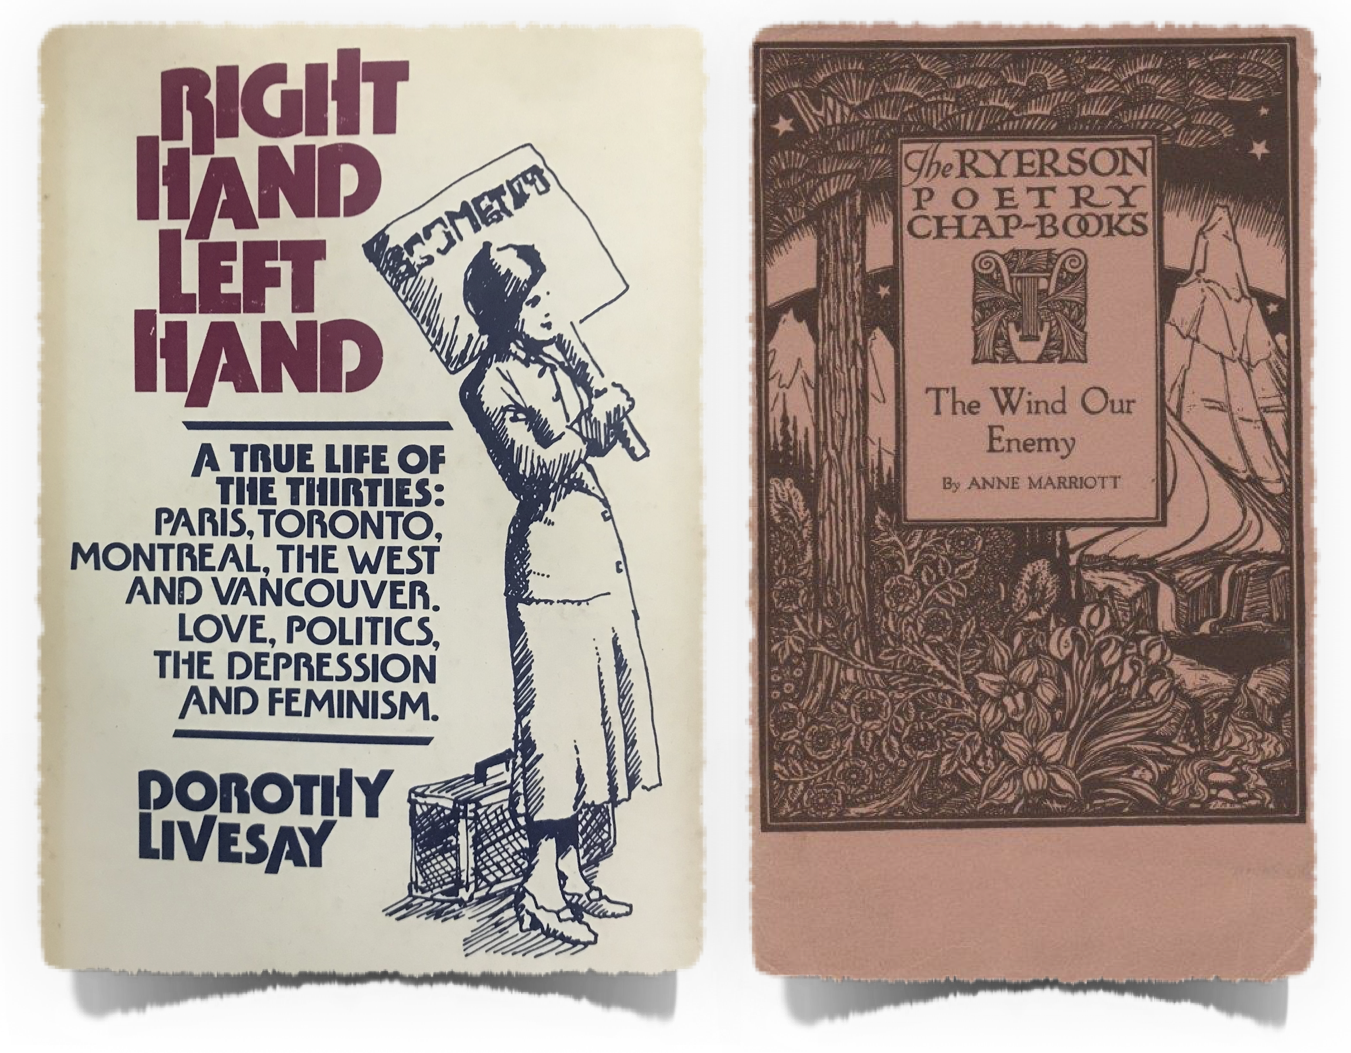 RIGHT
HAND
LEFT
HAND
A TRUE LIFE OF
THE THIRTIES:
PARIS, TORONTO,
MONTREAL, THE WEST
AND VANCOUVER.
LOVE, POLITICS,
THE DEPRESSION
AND FEMINISM.
DOROTHY
LIVESAY
The RYERSON
POETRY
CHAP-BOOKS
The Wind Our
Enemy
By ANNE MARRIOTT